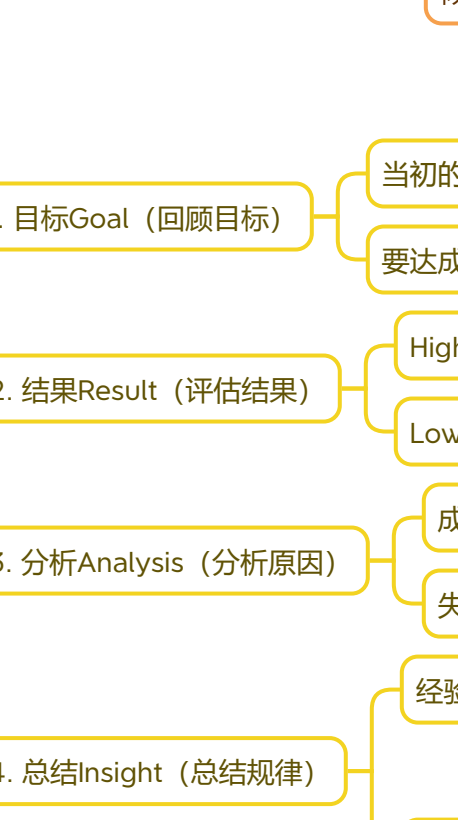 . 目标Goal（回顾目标）
当初的
要达成
2. 结果Result（评估结果）
High
Low
3. 分析Analysis（分析原因）
成
失
4. 总结Insight（总结规律）
经验